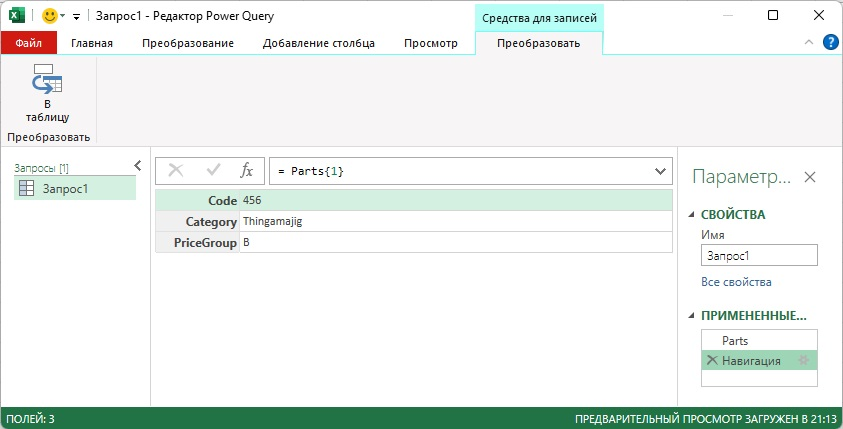 Запрос1 - Редактор Power Query
Средства для записей
Файл
Главная
Преобразование
Добавление столбца
Просмотр
Преобразовать
В
таблицу
Преобразовать
Запросы [1]
Запрос1
fx
= Parts{1}
Code 456
Category Thingamajig
PriceGroup B
Параметр...
СВОЙСТВА
Имя
Запрос1
Все свойства
ПРИМЕНЕННЫЕ...
Parts
Навигация
ПОЛЕЙ: 3
ПРЕДВАРИТЕЛЬНЫЙ ПРОСМОТР ЗАГРУЖЕН В 21:13